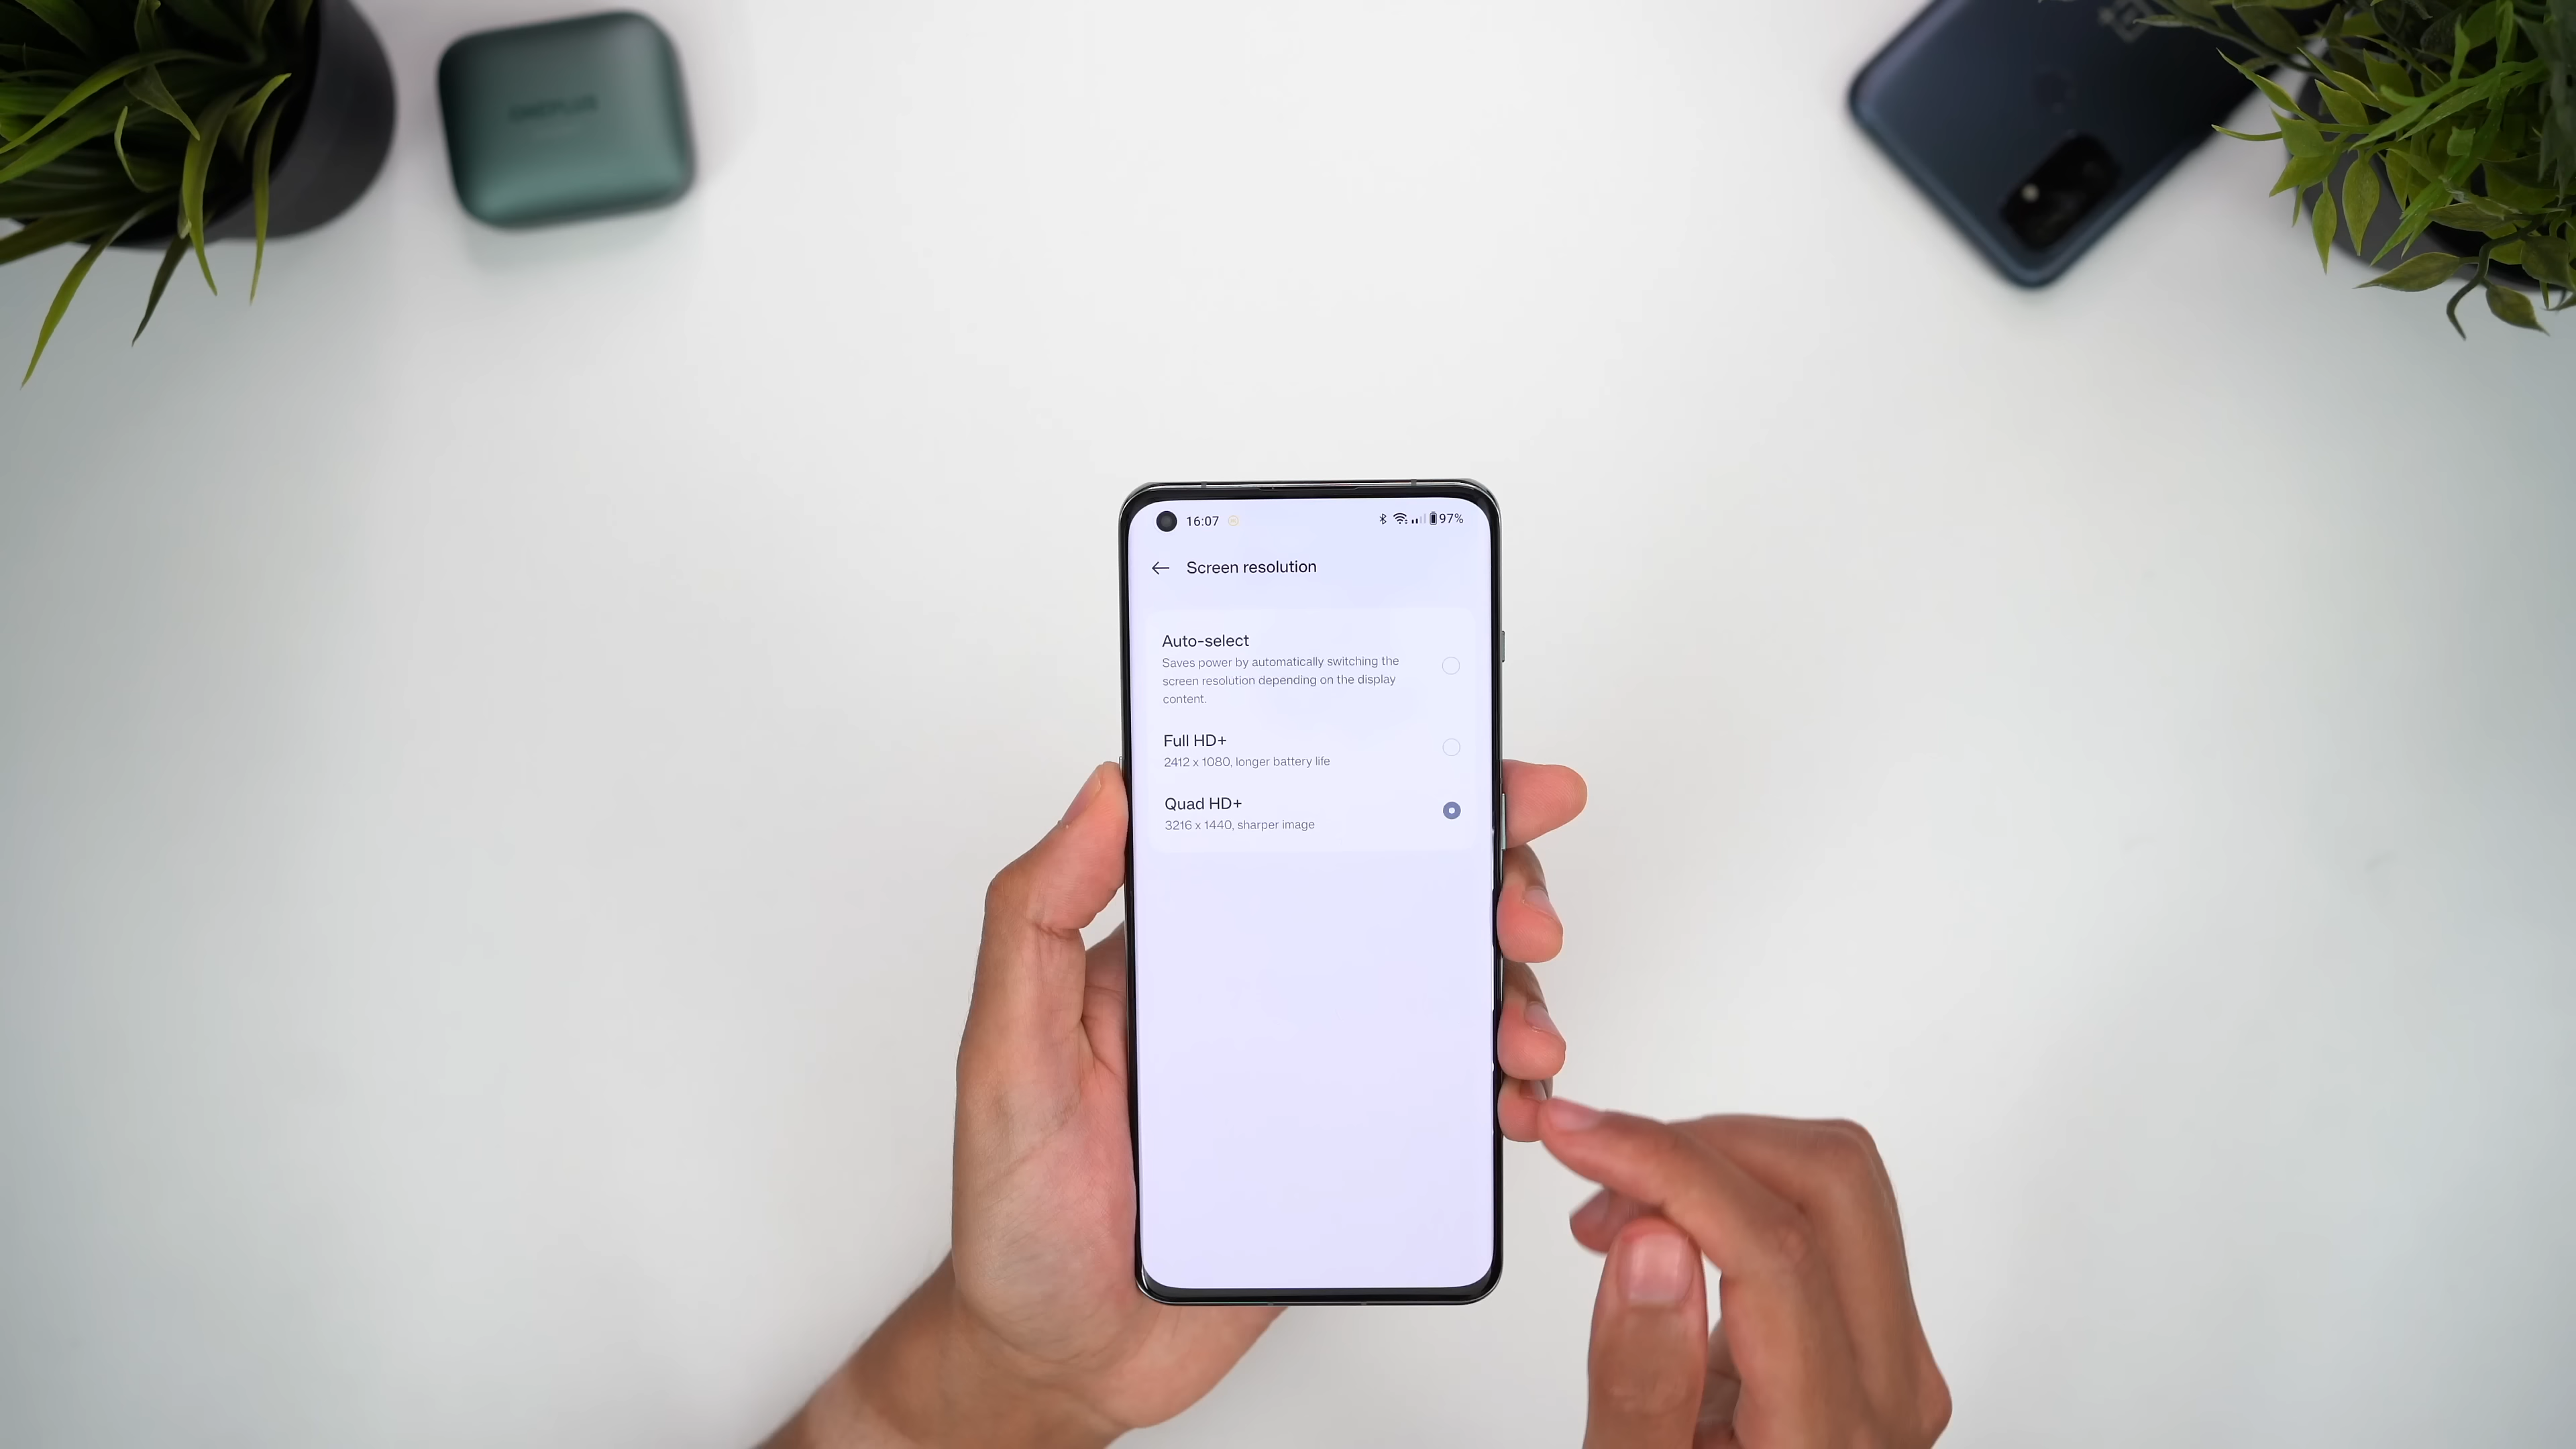 ONEPLUS
16:07 97%
Screen resolution
Auto-select
Saves power by automatically switching the
screen resolution depending on the display
content.
Full HD+
2412 x 1080, longer battery life
Quad HD+
3216 x 1440, sharper image